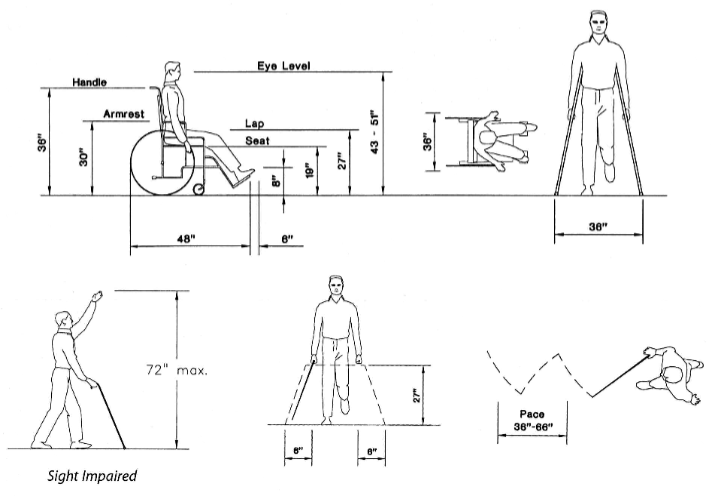 Eye Level
Handle
Armrest
Lap
Seat
36"
30"
8"
19"
27"
43 - 51"
48"
6"
36"
36"
72" max.
27"
6"
6"
Pace
36"-66"
Sight Impaired